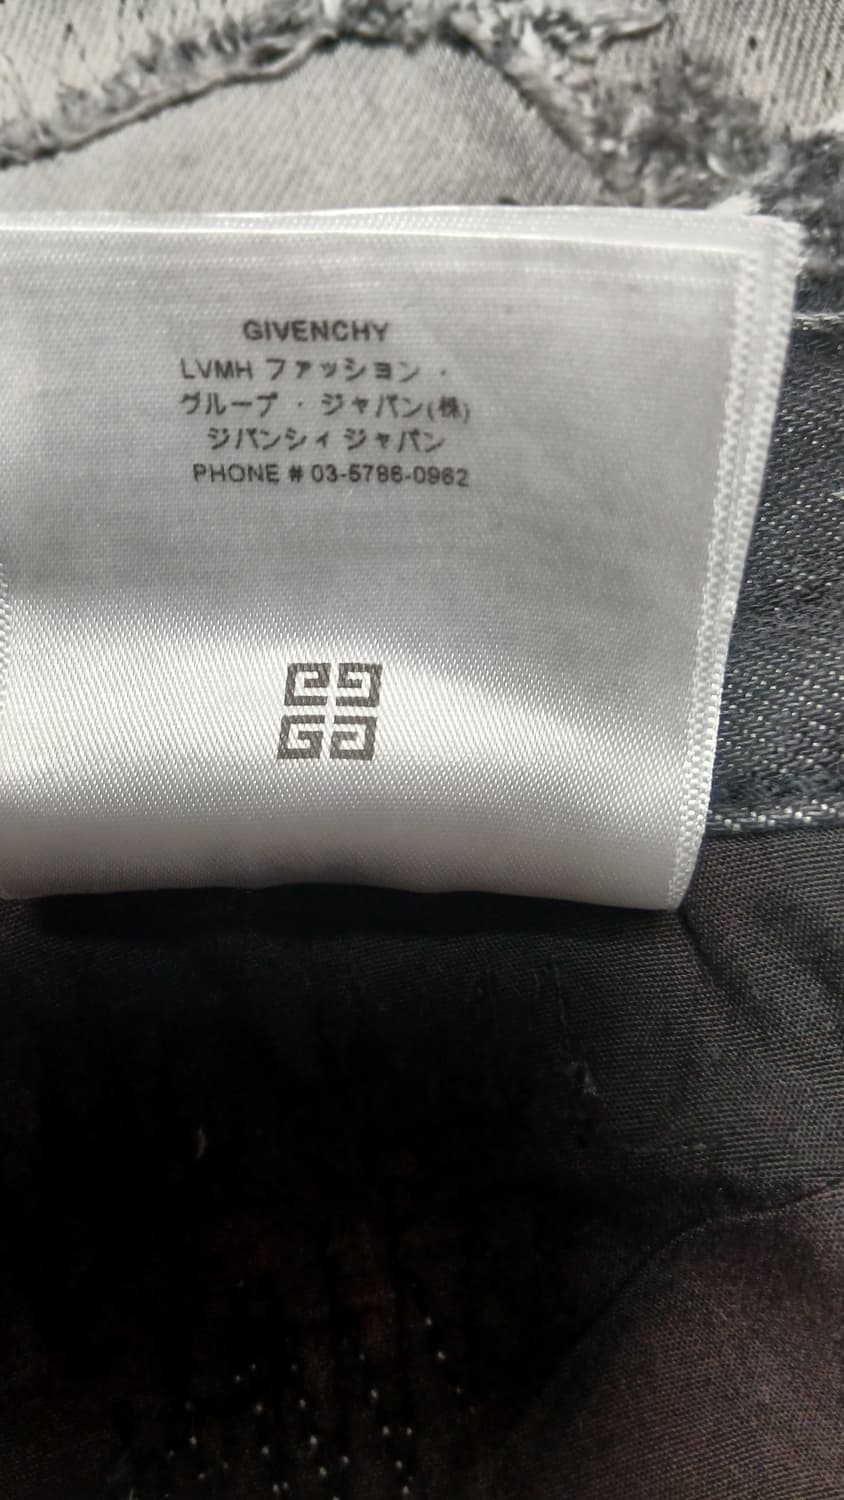 GIVENCHY
LVMH ファッション ・
グループ ・ ジャパン(株)
ジバンシィ ジャパン
PHONE # 03-5786-0962